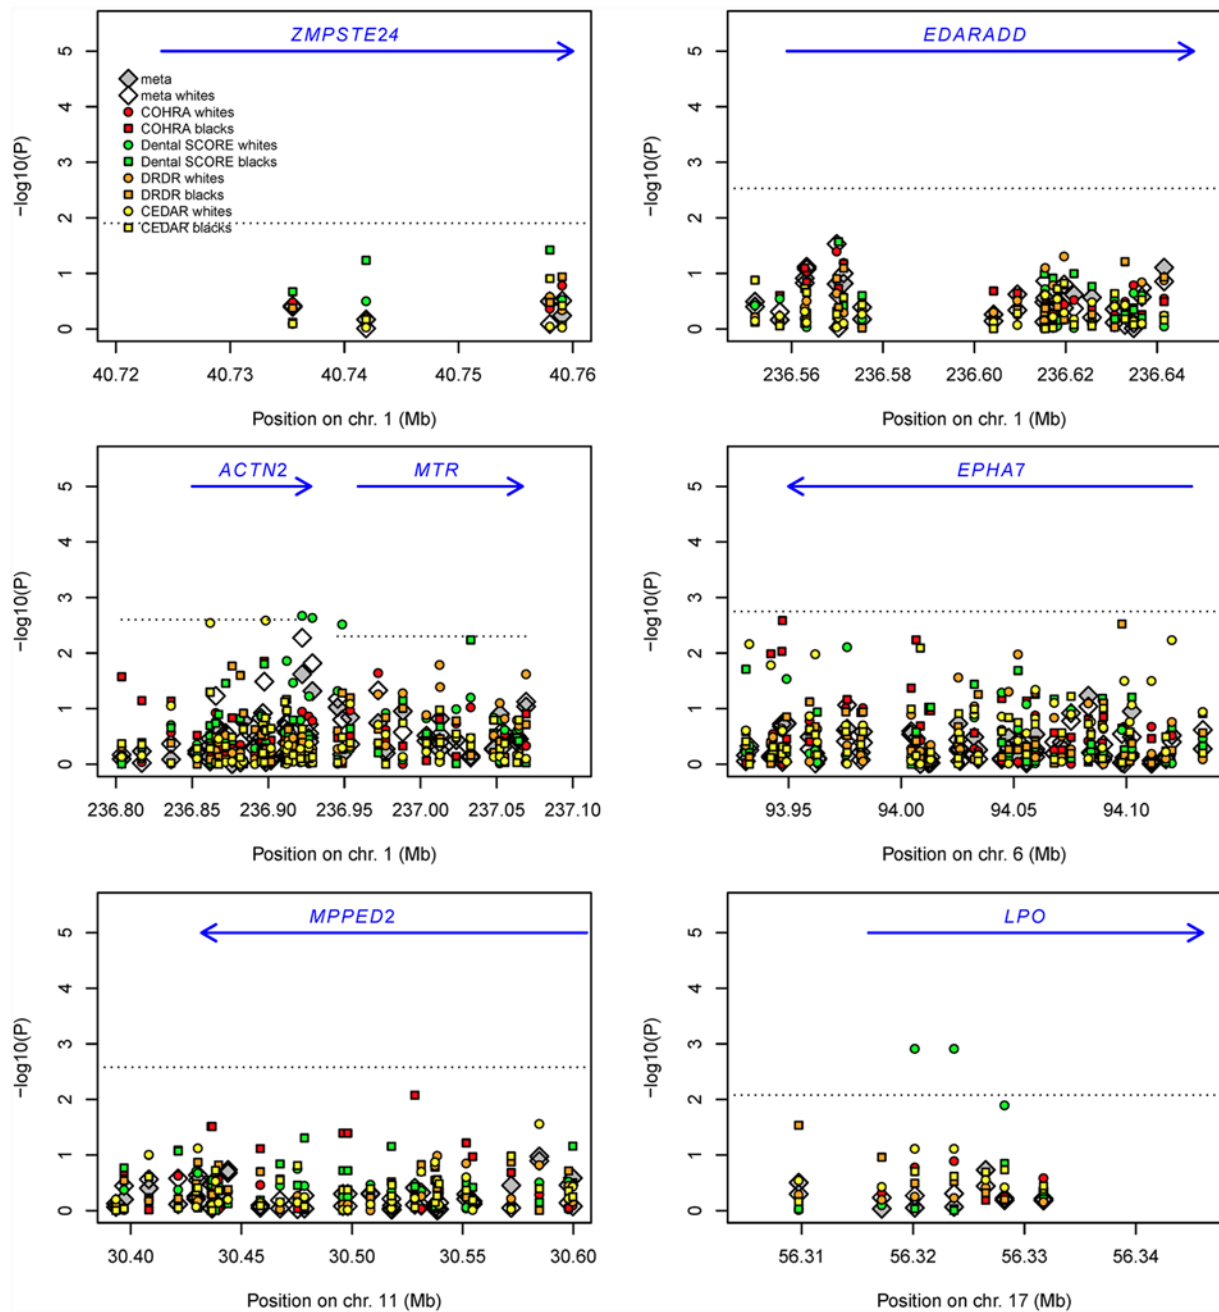 ZMPSTE24
5
4
3
2
1
0
−log10(P)
meta
meta whites
COHRA whites
COHRA blacks
Dental SCORE whites
Dental SCORE blacks
DRDR whites
DRDR blacks
CEDAR whites
CEDAR blacks
40.72 40.73 40.74 40.75 40.76
Position on chr. 1 (Mb)
EDARADD
5
4
3
2
1
0
−log10(P)
236.56 236.58 236.60 236.62 236.64
Position on chr. 1 (Mb)
ACTN2 MTR
5
4
3
2
1
0
−log10(P)
236.80 236.85 236.90 236.95 237.00 237.05 237.10
Position on chr. 1 (Mb)
EPHA7
5
4
3
2
1
0
−log10(P)
93.95 94.00 94.05 94.10
Position on chr. 6 (Mb)
MPPED2
5
4
3
2
1
0
−log10(P)
30.40 30.45 30.50 30.55 30.60
Position on chr. 11 (Mb)
LPO
5
4
3
2
1
0
−log10(P)
56.31 56.32 56.33 56.34
Position on chr. 17 (Mb)